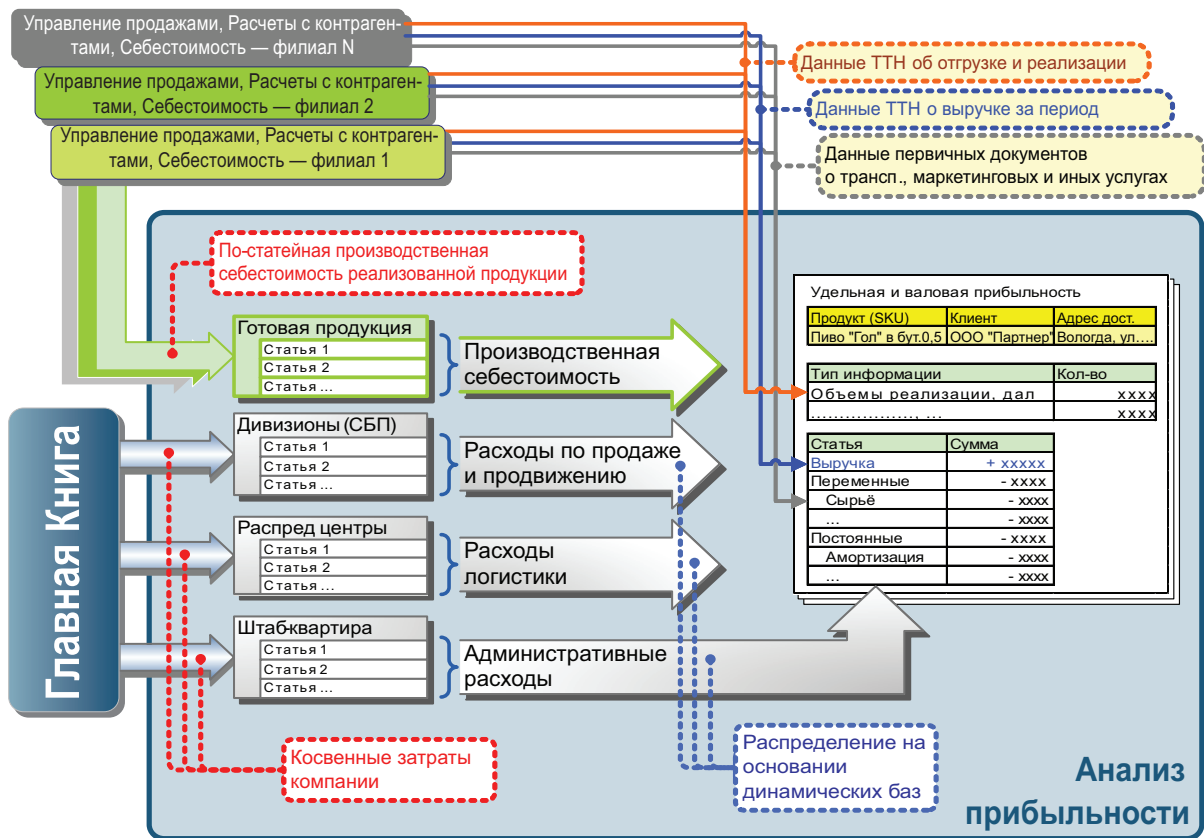 Управление продажами, Расчеты с контраген-
тами, Себестоимость — филиал N
Управление продажами, Расчеты с контраген-
тами, Себестоимость — филиал 2
Управление продажами, Расчеты с контраген-
тами, Себестоимость — филиал 1
Данные ТТН об отгрузке и реализации
Данные ТТН о выручке за период
Данные первичных документов
о трансп., маркетинговых и иных услугах
По-статейная производственная
себестоимость реализованной продукции
Главная Книга
Готовая продукция
Статья 1
Статья 2
Статья ...
Производственная
себестоимость
Дивизионы (СБП)
Статья 1
Статья 2
Статья ...
Расходы по продаже
и продвижению
Распред центры
Статья 1
Статья 2
Статья ...
Расходы
логистики
Штаб-квартира
Статья 1
Статья 2
Статья ...
Административные
расходы
Удельная и валовая прибыльность
Продукт (SKU) Клиент Адрес дост.
Пиво "Гол" в бут.0,5 ООО "Партнер" Вологда, ул....
Тип информации Кол-во
Объемы реализации, дал xxxx
................., ... xxxx
Статья Сумма
Выручка + xxxxx
Переменные - xxxx
Сырьё - xxxx
... - xxxx
Постоянные - xxxx
Амортизация - xxxx
... - xxxx
Косвенные затраты
компании
Распределение на
основании
динамических баз
Анализ
прибыльности